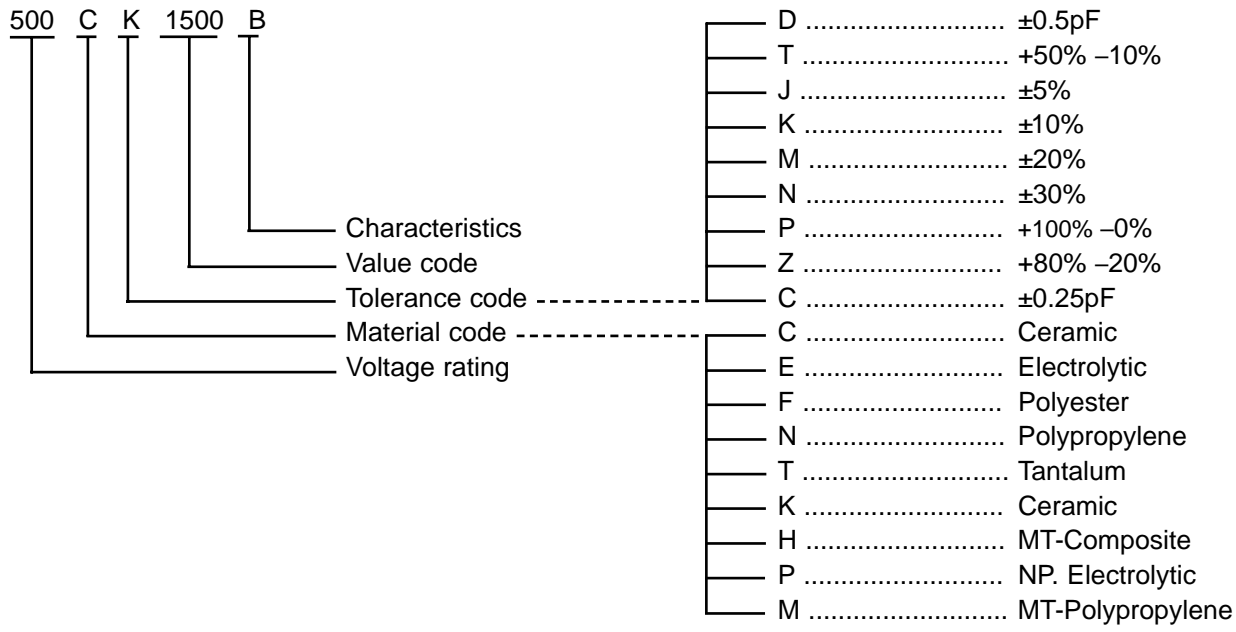 500 C K 1500 B
Characteristics
Value code
Tolerance code
Material code
Voltage rating
D ........................... ±0.5pF
T ............................ +50% –10%
J ............................ ±5%
K ........................... ±10%
M ........................... ±20%
N ........................... ±30%
P ........................... +100% –0%
Z ........................... +80% –20%
C ........................... ±0.25pF
C ........................... Ceramic
E ........................... Electrolytic
F ........................... Polyester
N ........................... Polypropylene
T ............................ Tantalum
K ........................... Ceramic
H ........................... MT-Composite
P ........................... NP. Electrolytic
M ........................... MT-Polypropylene